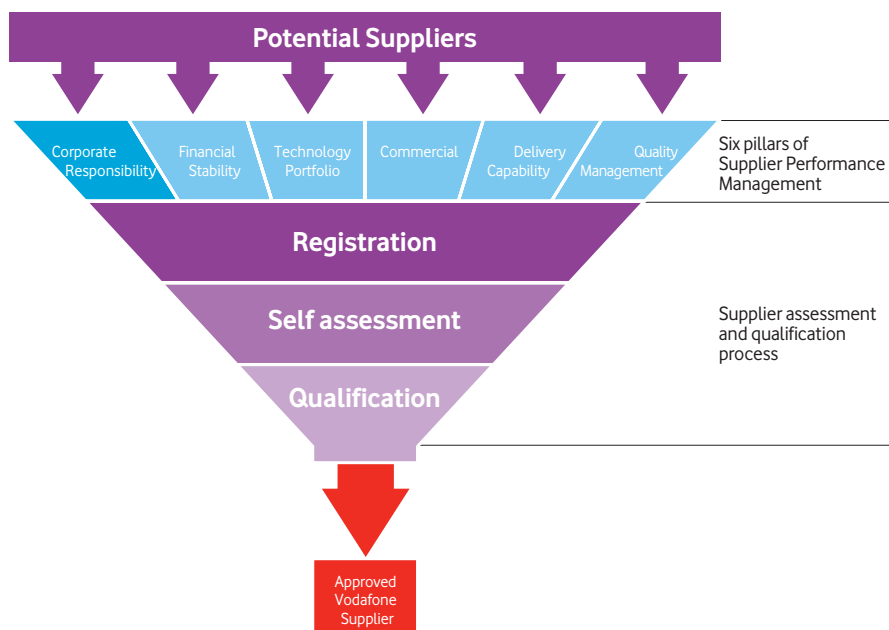 Potential Suppliers
Corporate
Responsibility
Financial
Stability
Technology
Portfolio
Commercial
Delivery
Capability
Quality
Management
Six pillars of
Supplier Performance
Management
Registration
Self assessment
Qualification
Supplier assessment
and qualification
process
Approved
Vodafone
Supplier